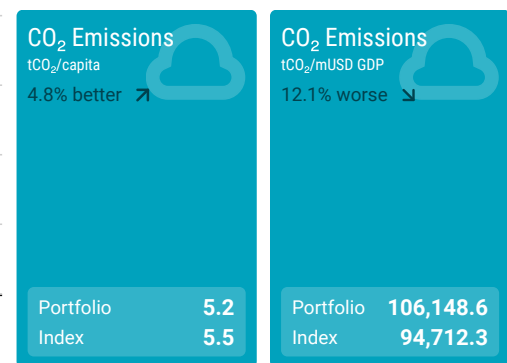 CO₂ Emissions
tCO₂/capita
4.8% better
Portfolio 5.2
Index 5.5
CO₂ Emissions
tCO₂/mUSD GDP
12.1% worse
Portfolio 106,148.6
Index 94,712.3